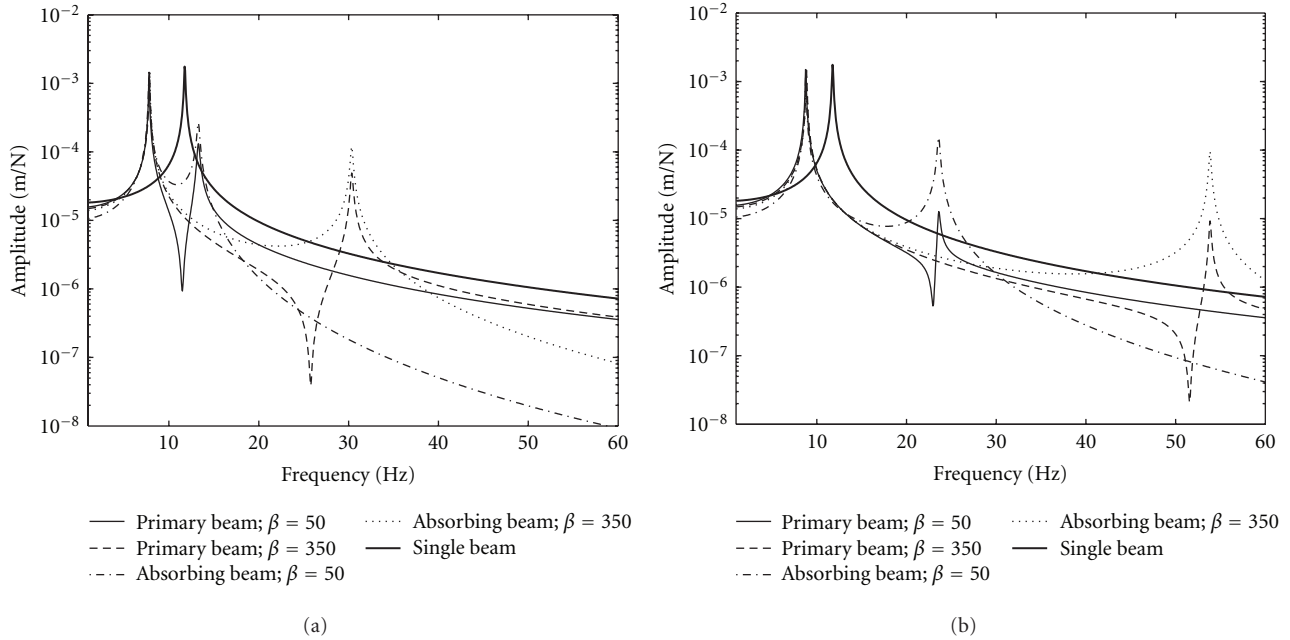 10⁻²
10⁻³
10⁻⁴
10⁻⁵
10⁻⁶
10⁻⁷
10⁻⁸
Amplitude (m/N)
10 20 30 40 50 60
Frequency (Hz)
Primary beam; β = 50
Primary beam; β = 350
Absorbing beam; β = 50
Absorbing beam; β = 350
Single beam
(a)
10⁻²
10⁻³
10⁻⁴
10⁻⁵
10⁻⁶
10⁻⁷
10⁻⁸
Amplitude (m/N)
10 20 30 40 50 60
Frequency (Hz)
Primary beam; β = 50
Primary beam; β = 350
Absorbing beam; β = 50
Absorbing beam; β = 350
Single beam
(b)